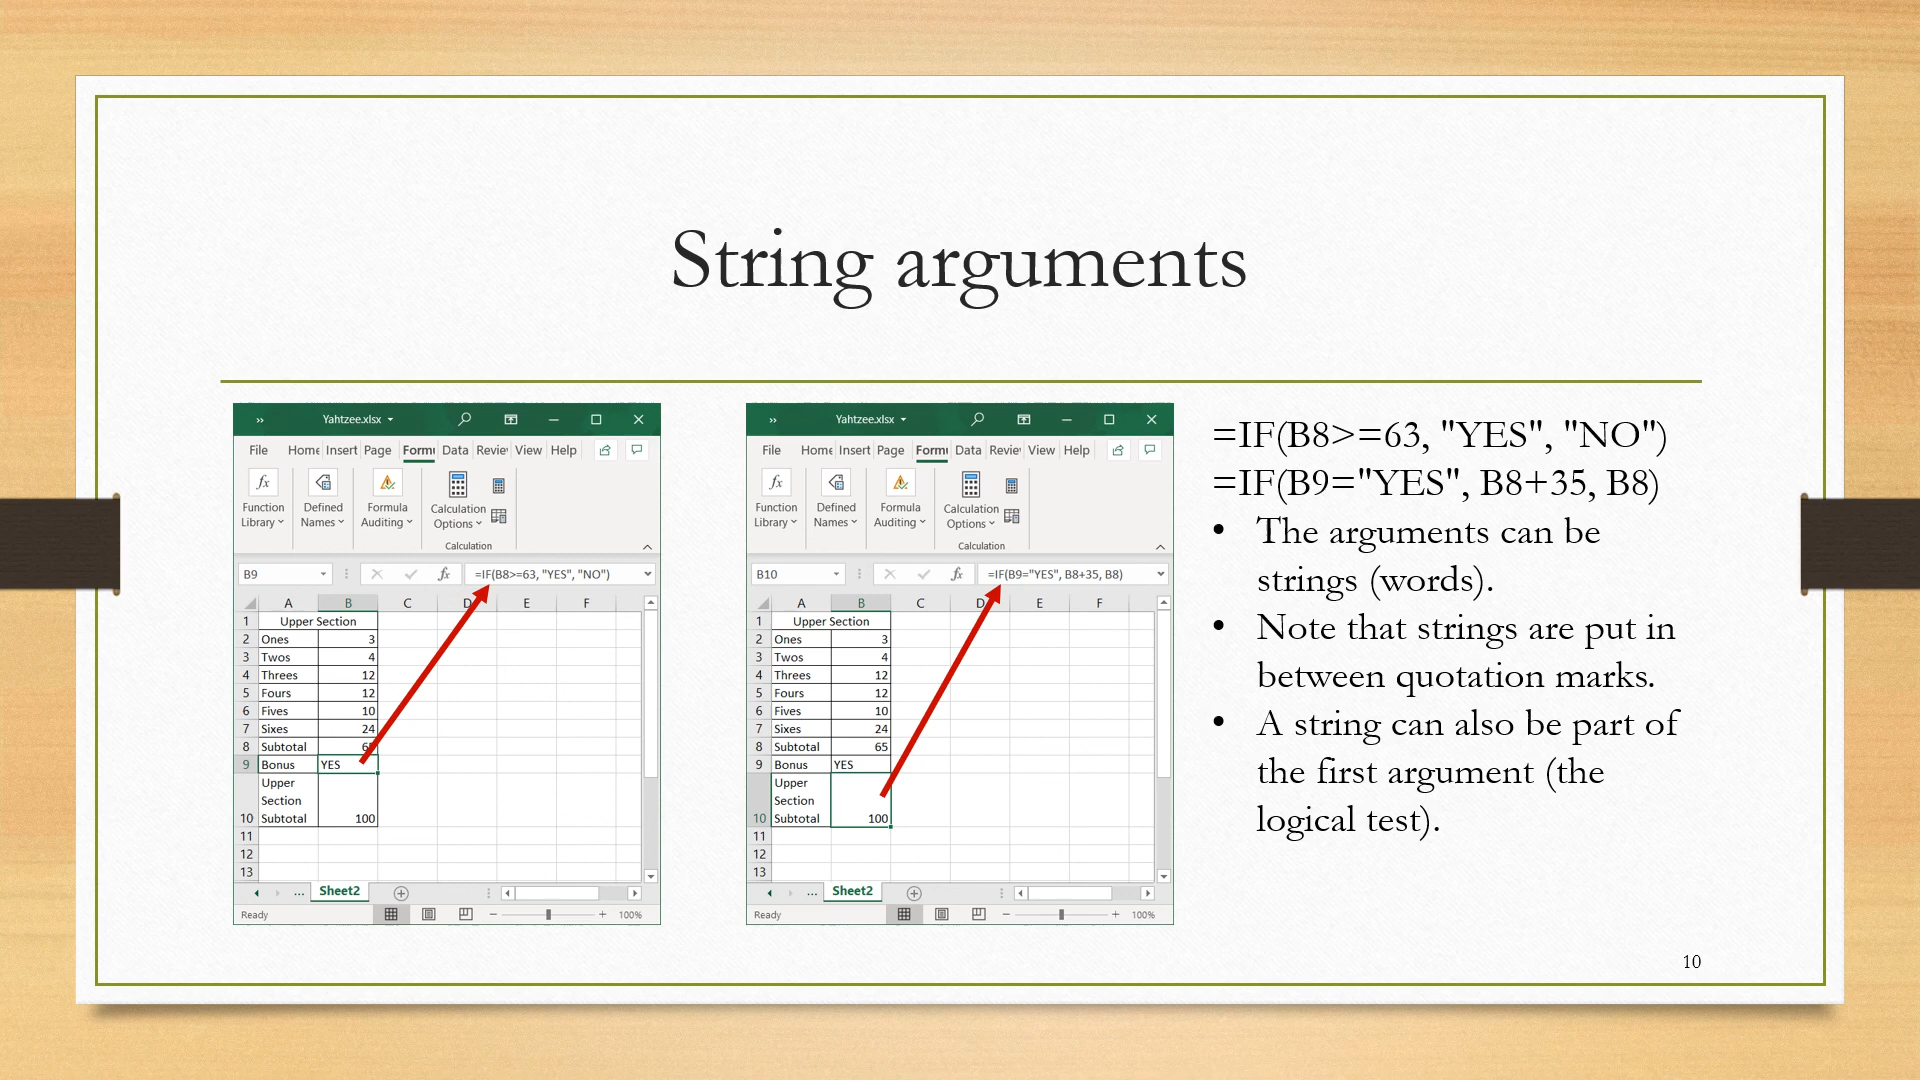 String arguments
Yahtzee.xlsx
File Home Insert Page Formu Data Review View Help
Function Library
Defined Names
Formula Auditing
Calculation Options
Calculation
B9 fx =IF(B8>=63, "YES", "NO")
A B C D E F
1 Upper Section
2 Ones 3
3 Twos 4
4 Threes 12
5 Fours 12
6 Fives 10
7 Sixes 24
8 Subtotal
9 Bonus YES
Upper
Section
10 Subtotal 100
11
12
13
... Sheet2
Ready 100%
Yahtzee.xlsx
File Home Insert Page Formu Data Review View Help
Function Library
Defined Names
Formula Auditing
Calculation Options
Calculation
B10 fx =IF(B9="YES", B8+35, B8)
A B C D E F
1 Upper Section
2 Ones 3
3 Twos 4
4 Threes 12
5 Fours 12
6 Fives 10
7 Sixes 24
8 Subtotal 65
9 Bonus YES
Upper
Section
10 Subtotal 100
11
12
13
... Sheet2
Ready 100%
=IF(B8>=63, "YES", "NO")
=IF(B9="YES", B8+35, B8)
• The arguments can be
strings (words).
• Note that strings are put in
between quotation marks.
• A string can also be part of
the first argument (the
logical test).
10